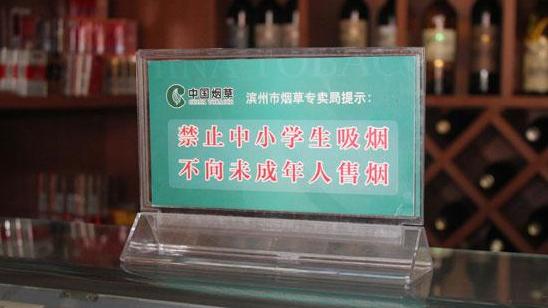 中国烟草
CHINA TOBACCO
滨州市烟草专卖局提示:
禁止中小学生吸烟
不向未成年人售烟